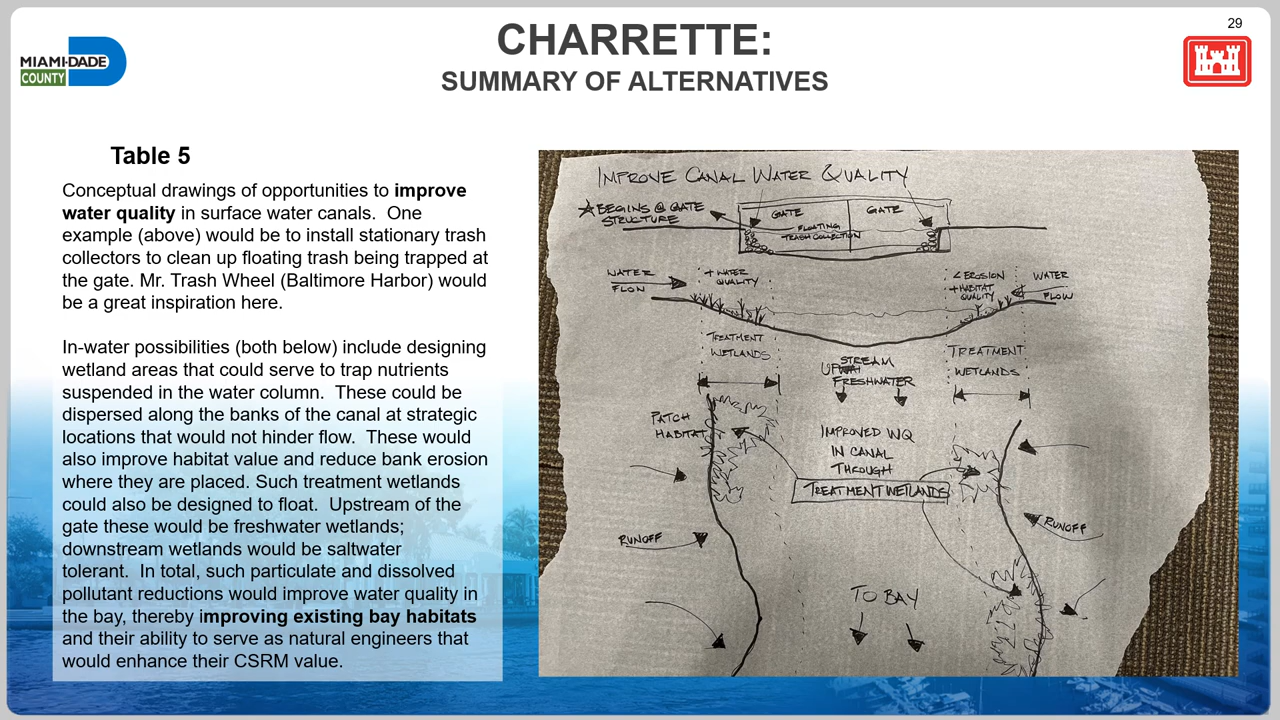 29
CHARRETTE:
SUMMARY OF ALTERNATIVES
MIAMI-DADE
COUNTY
Table 5
Conceptual drawings of opportunities to improve
water quality in surface water canals. One
example (above) would be to install stationary trash
collectors to clean up floating trash being trapped at
the gate. Mr. Trash Wheel (Baltimore Harbor) would
be a great inspiration here.
In-water possibilities (both below) include designing
wetland areas that could serve to trap nutrients
suspended in the water column. These could be
dispersed along the banks of the canal at strategic
locations that would not hinder flow. These would
also improve habitat value and reduce bank erosion
where they are placed. Such treatment wetlands
could also be designed to float. Upstream of the
gate these would be freshwater wetlands;
downstream wetlands would be saltwater
tolerant. In total, such particulate and dissolved
pollutant reductions would improve water quality in
the bay, thereby improving existing bay habitats
and their ability to serve as natural engineers that
would enhance their CSRM value.
IMPROVE CANAL WATER QUALITY
BEGINS @ GATE
STRUCTURE
GATE
GATE
FLOATING
TRASH COLLECTION
WATER
FLOW
+ WATER
QUALITY
< EROSION
+ HABITAT
QUALITY
WATER
FLOW
TREATMENT
WETLANDS
UPSTREAM
FRESHWATER
TREATMENT
WETLANDS
PATCH
HABITAT
IMPROVED WQ
IN CANAL
THROUGH
TREATMENT WETLANDS
RUNOFF
RUNOFF
TO BAY